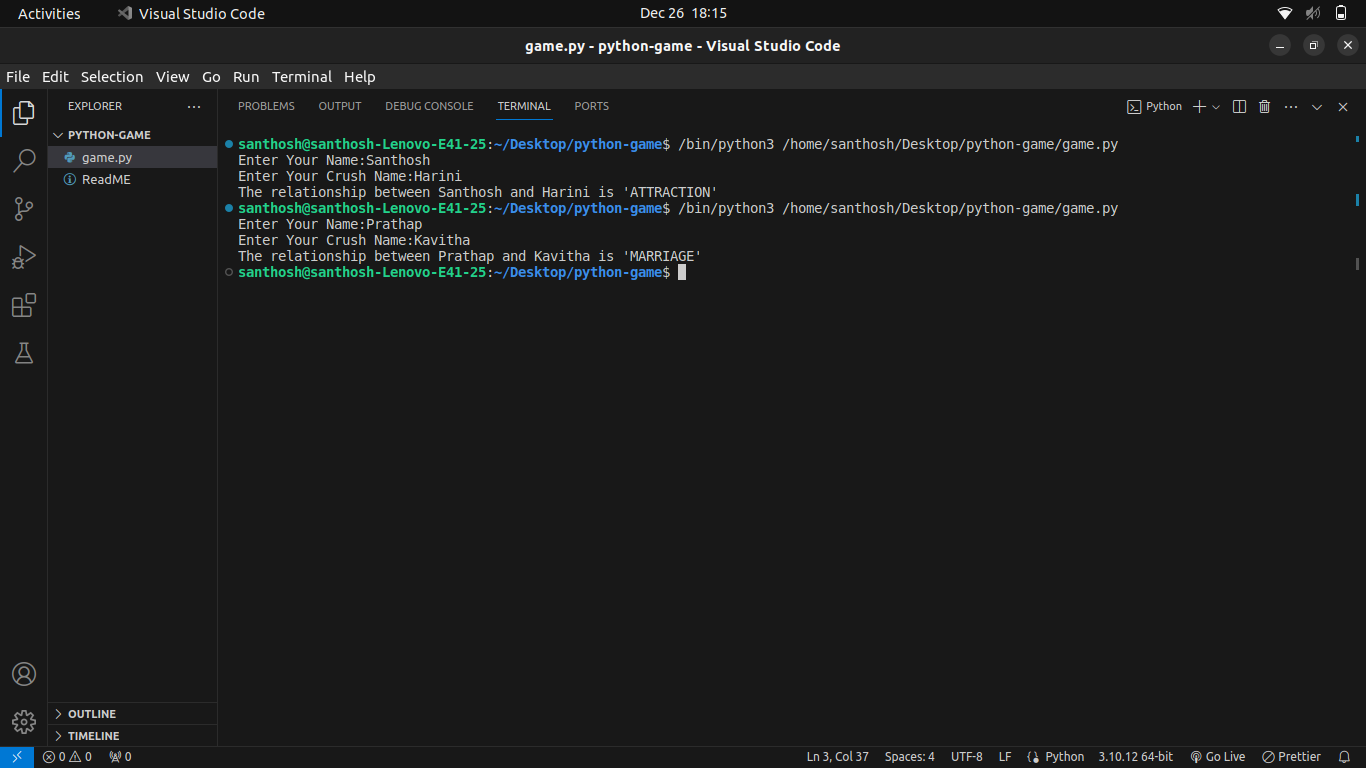 Activities Visual Studio Code Dec 26 18:15
game.py - python-game - Visual Studio Code
File Edit Selection View Go Run Terminal Help
EXPLORER ···
PYTHON-GAME
game.py
ReadME
OUTLINE
TIMELINE
PROBLEMS OUTPUT DEBUG CONSOLE TERMINAL PORTS Python
santhosh@santhosh-Lenovo-E41-25:~/Desktop/python-game$ /bin/python3 /home/santhosh/Desktop/python-game/game.py
Enter Your Name:Santhosh
Enter Your Crush Name:Harini
The relationship between Santhosh and Harini is 'ATTRACTION'
santhosh@santhosh-Lenovo-E41-25:~/Desktop/python-game$ /bin/python3 /home/santhosh/Desktop/python-game/game.py
Enter Your Name:Prathap
Enter Your Crush Name:Kavitha
The relationship between Prathap and Kavitha is 'MARRIAGE'
santhosh@santhosh-Lenovo-E41-25:~/Desktop/python-game$
0 0 0 Ln 3, Col 37 Spaces: 4 UTF-8 LF Python 3.10.12 64-bit Go Live Prettier